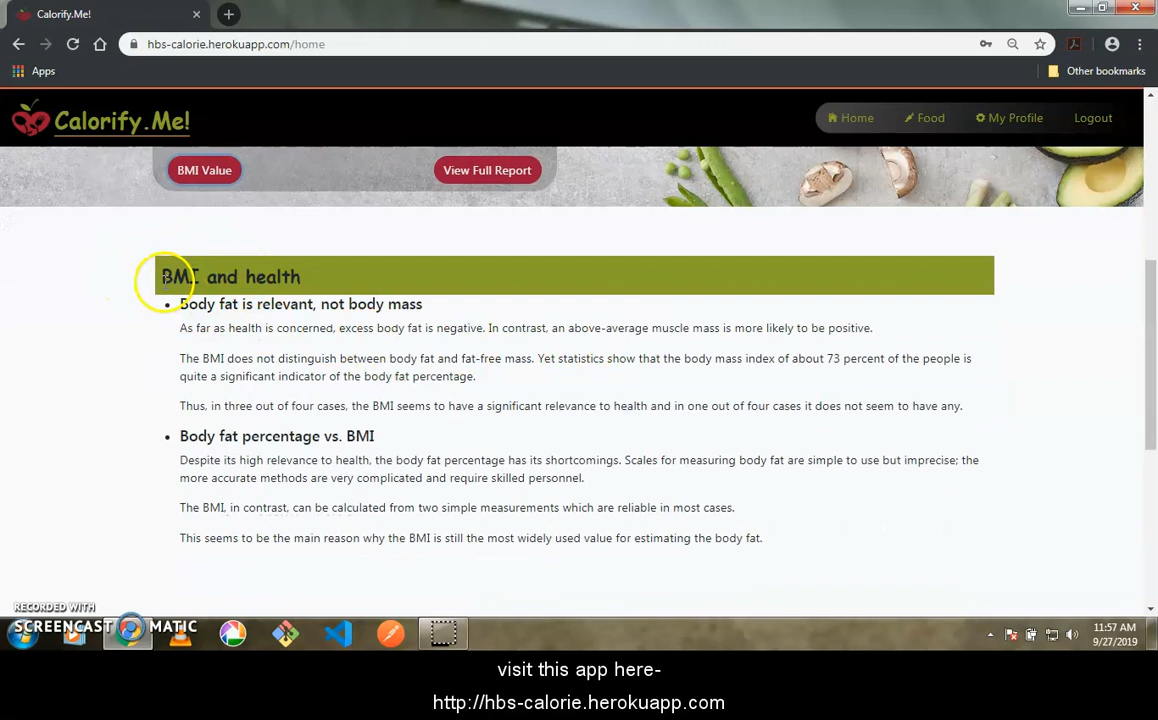 Calorify.Me!
hbs-calorie.herokuapp.com/home
Apps
Other bookmarks
Calorify.Me!
Home
Food
My Profile
Logout
BMI Value
View Full Report
BMI and health
• Body fat is relevant, not body mass
As far as health is concerned, excess body fat is negative. In contrast, an above-average muscle mass is more likely to be positive.
The BMI does not distinguish between body fat and fat-free mass. Yet statistics show that the body mass index of about 73 percent of the people is
quite a significant indicator of the body fat percentage.
Thus, in three out of four cases, the BMI seems to have a significant relevance to health and in one out of four cases it does not seem to have any.
• Body fat percentage vs. BMI
Despite its high relevance to health, the body fat percentage has its shortcomings. Scales for measuring body fat are simple to use but imprecise; the
more accurate methods are very complicated and require skilled personnel.
The BMI, in contrast, can be calculated from two simple measurements which are reliable in most cases.
This seems to be the main reason why the BMI is still the most widely used value for estimating the body fat.
RECORDED WITH
SCREENCAST MATIC
11:57 AM
9/27/2019
visit this app here-
http://hbs-calorie.herokuapp.com